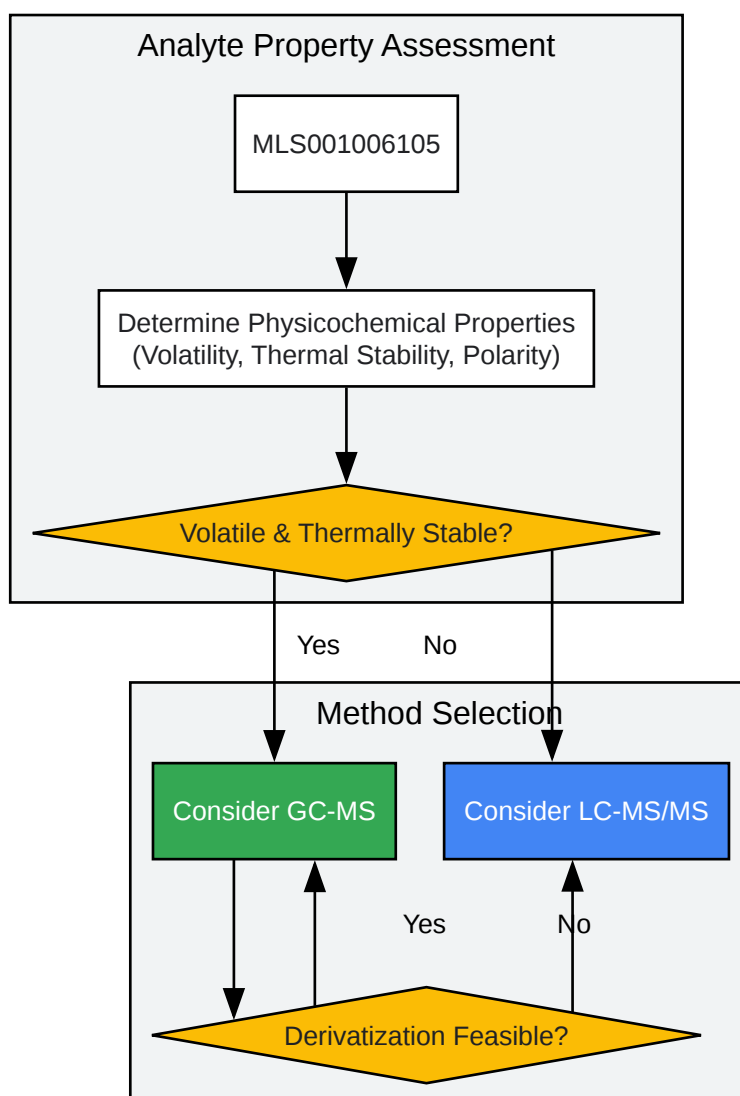 Analyte Property Assessment
MLS001006105
Determine Physicochemical Properties
(Volatility, Thermal Stability, Polarity)
Volatile & Thermally Stable?
Yes
No
Method Selection
Consider GC-MS
Consider LC-MS/MS
Yes
No
Derivatization Feasible?